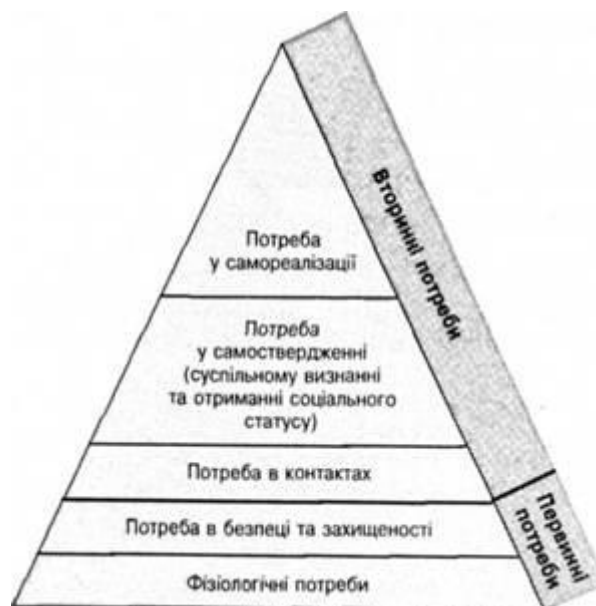 Вторинні потреби
Потреба
у самореалізації
Потреба
у самоствердженні
(суспільному визнанні
та отриманні соціального
статусу)
Потреба в контактах
Первинні
потреби
Потреба в безпеці та захищеності
Фізіологічні потреби